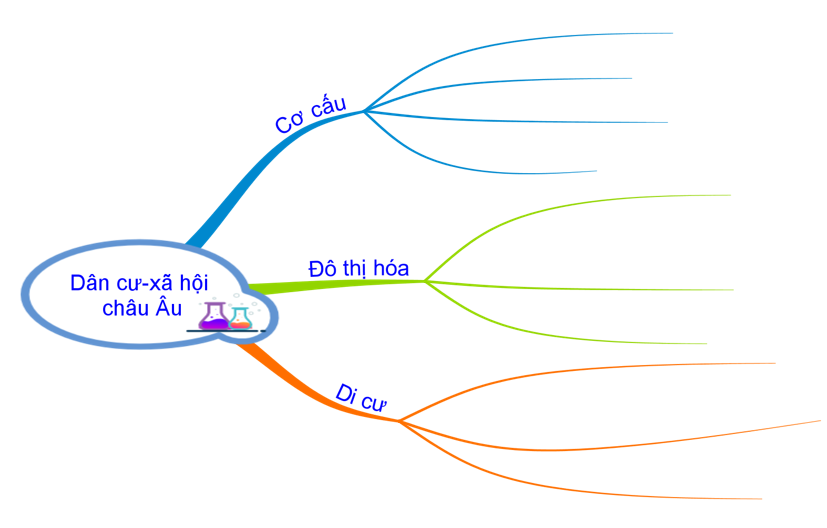 Cơ cấu
Đô thị hóa
Dân cư-xã hội
châu Âu
Di cư